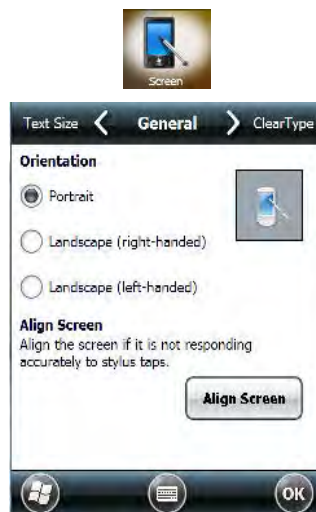 Screen
Text Size General ClearType
Orientation
Portrait
Landscape (right-handed)
Landscape (left-handed)
Align Screen
Align the screen if it is not responding
accurately to stylus taps.
Align Screen
OK